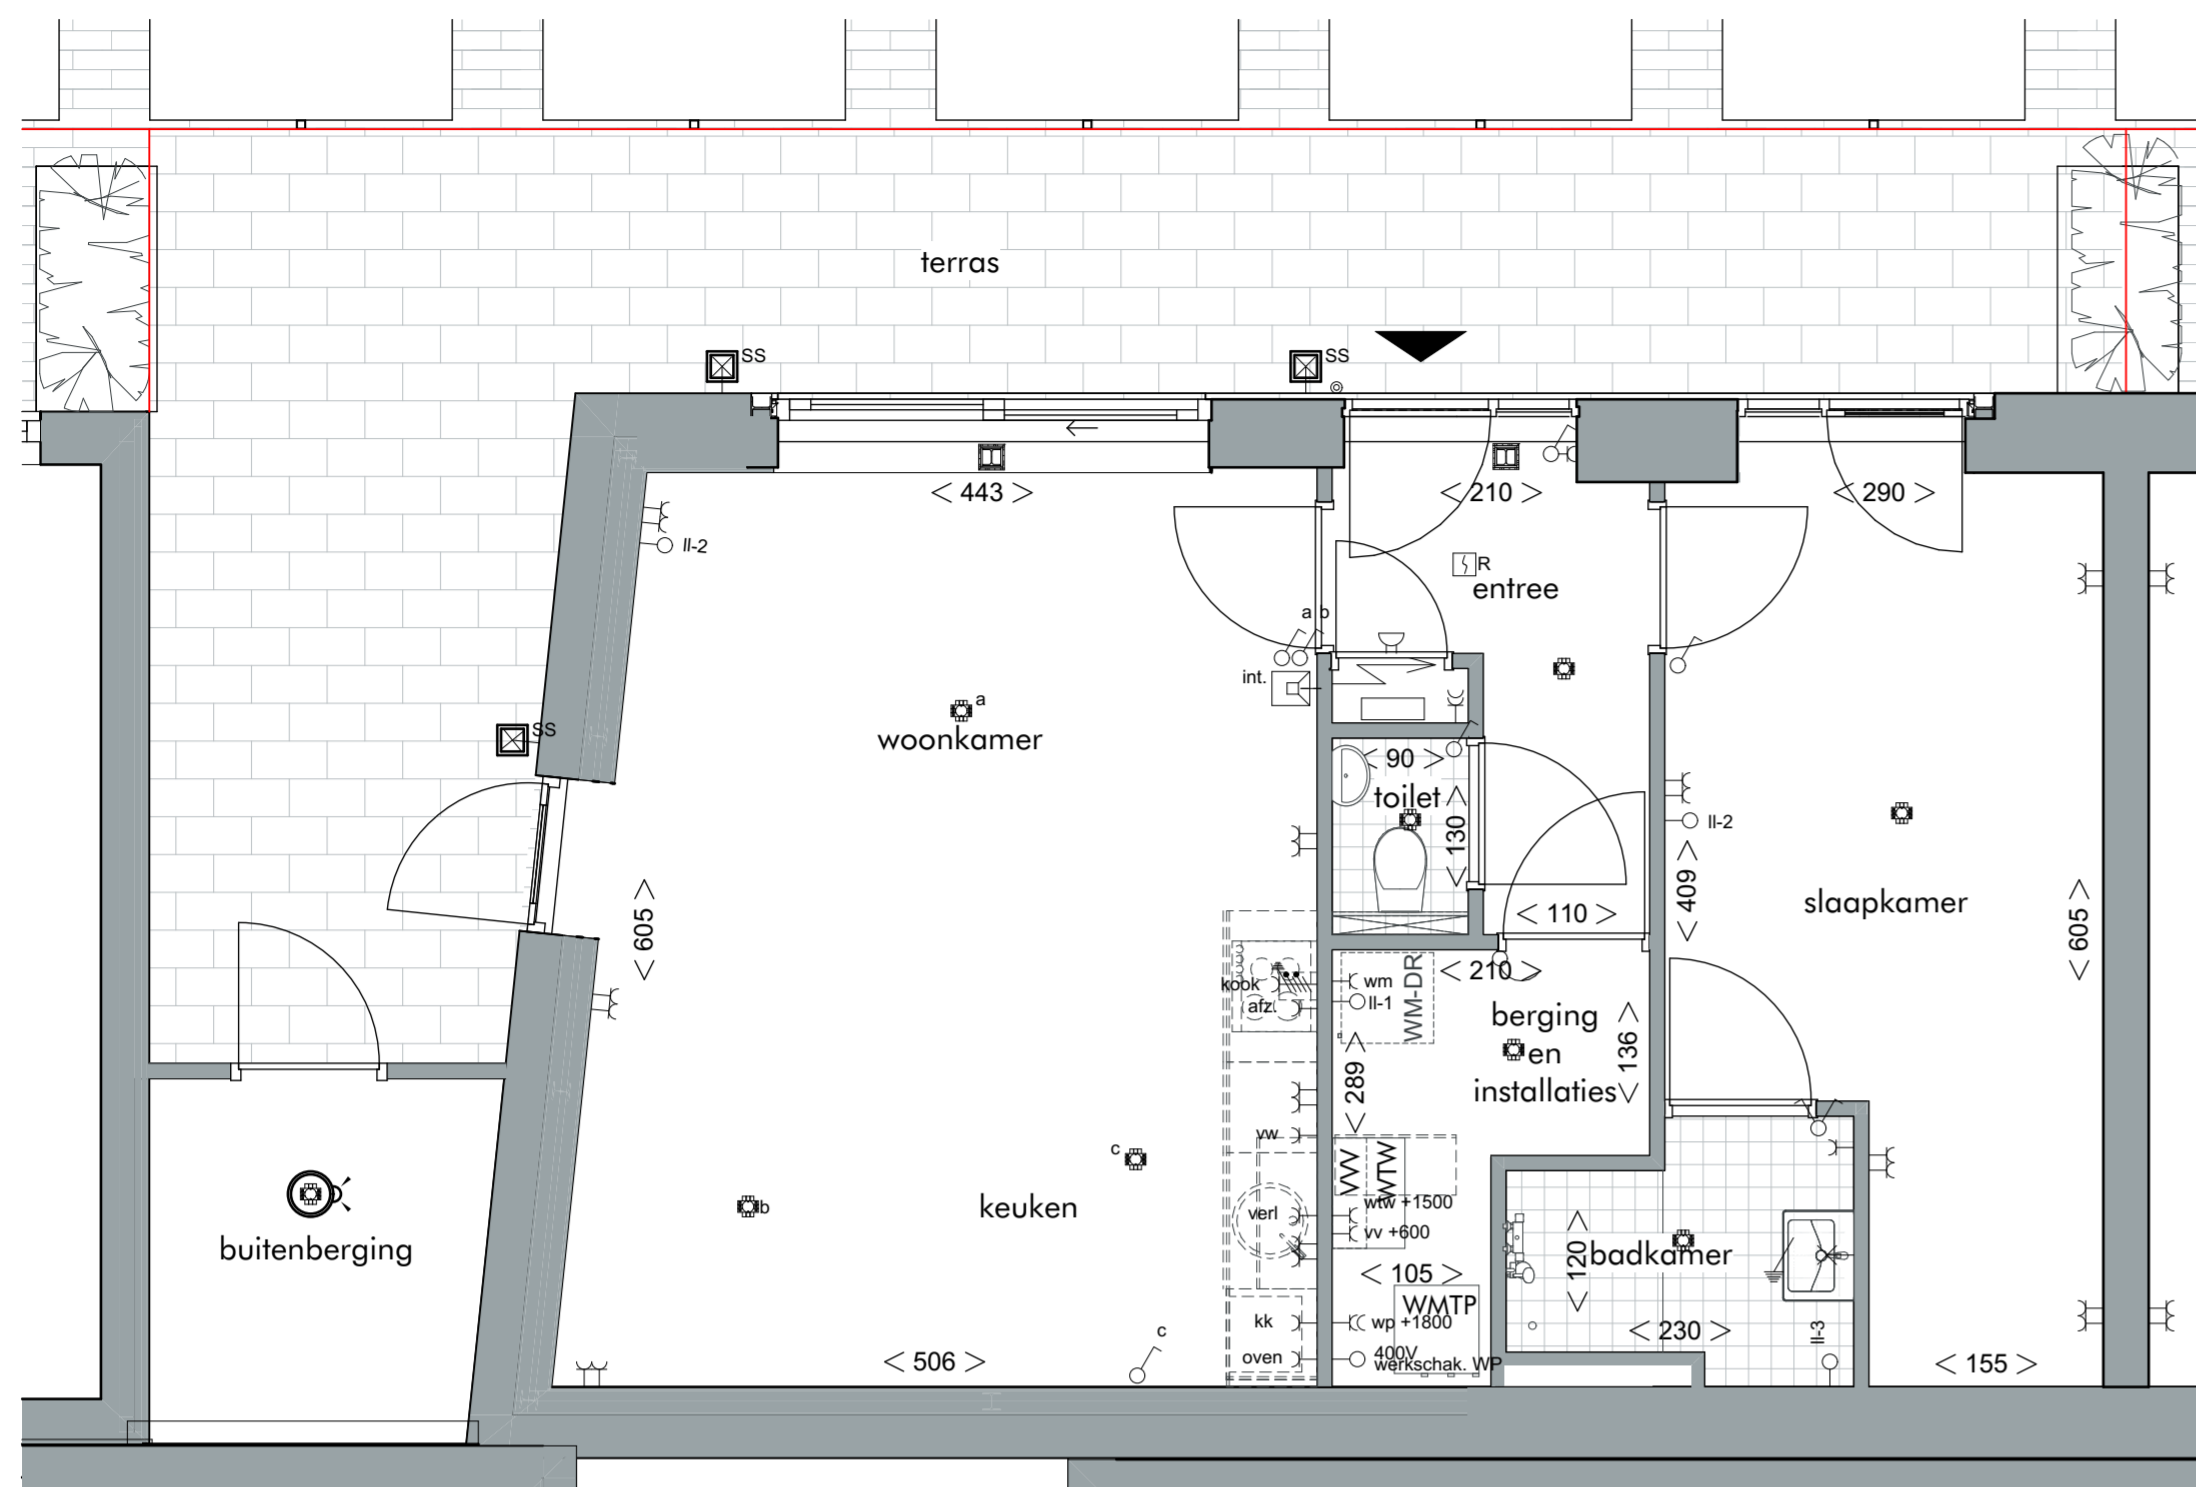 terras
SS
SS
< 443 >
< 210 >
< 290 >
ll-2
R
entree
a b
int.
a
woonkamer
SS
< 90 >
toilet
< 130 >
ll-2
< 409 >
slaapkamer
< 605 >
< 605 >
< 110 >
< 210 >
kook
wm
afz.
ll-1
WM-DR
berging
en
installaties
< 136 >
< 289 >
vw
c
VV
WTW
b
keuken
verl
wtw +1500
vv +600
buitenberging
< 120 >
badkamer
< 105 >
WMTP
kk
wp +1800
< 230 >
ll-3
c
oven
400V
werkschak. WP
< 506 >
< 155 >